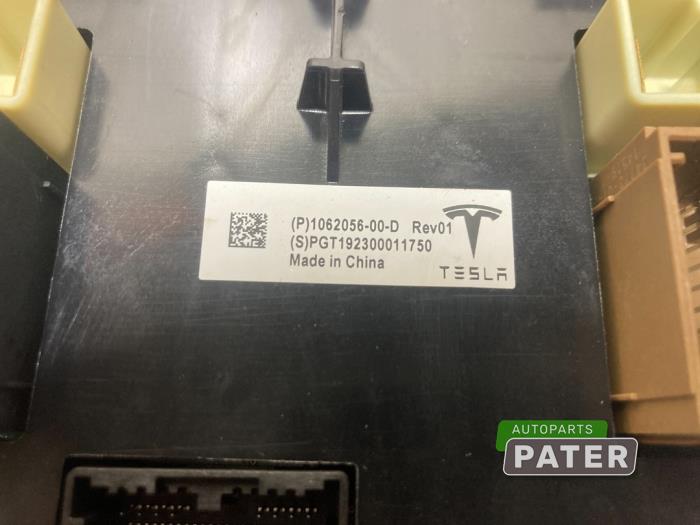 (P)1062056-00-D Rev01
(S)PGT192300011750
Made in China
TESLA
AUTOPARTS
PATER